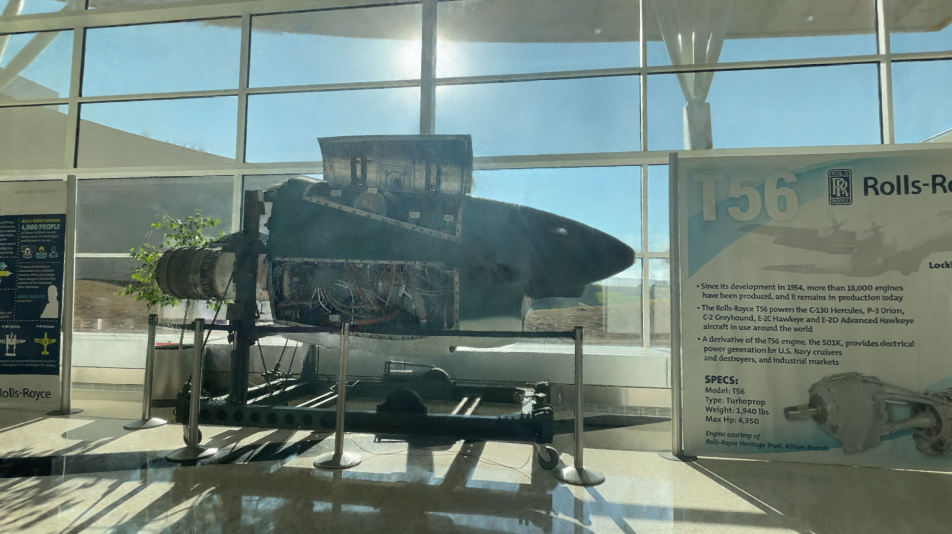 4,000 PEOPLE
Rolls-Royce
T56
Rolls-Ro
Lock
• Since its development in 1954, more than 18,000 engines
have been produced, and it remains in production today
• The Rolls-Royce T56 powers the C-130 Hercules, P-3 Orion,
C-2 Greyhound, E-2C Hawkeye and E-2D Advanced Hawkeye
aircraft in use around the world
• A derivative of the T56 engine, the 501K, provides electrical
power generation for U.S. Navy cruisers
and destroyers, and industrial markets
SPECS:
Model: T56
Type: Turboprop
Weight: 1,940 lbs
Max Hp: 4,350
Engine courtesy of
Rolls-Royce Heritage Trust, Allison Branch